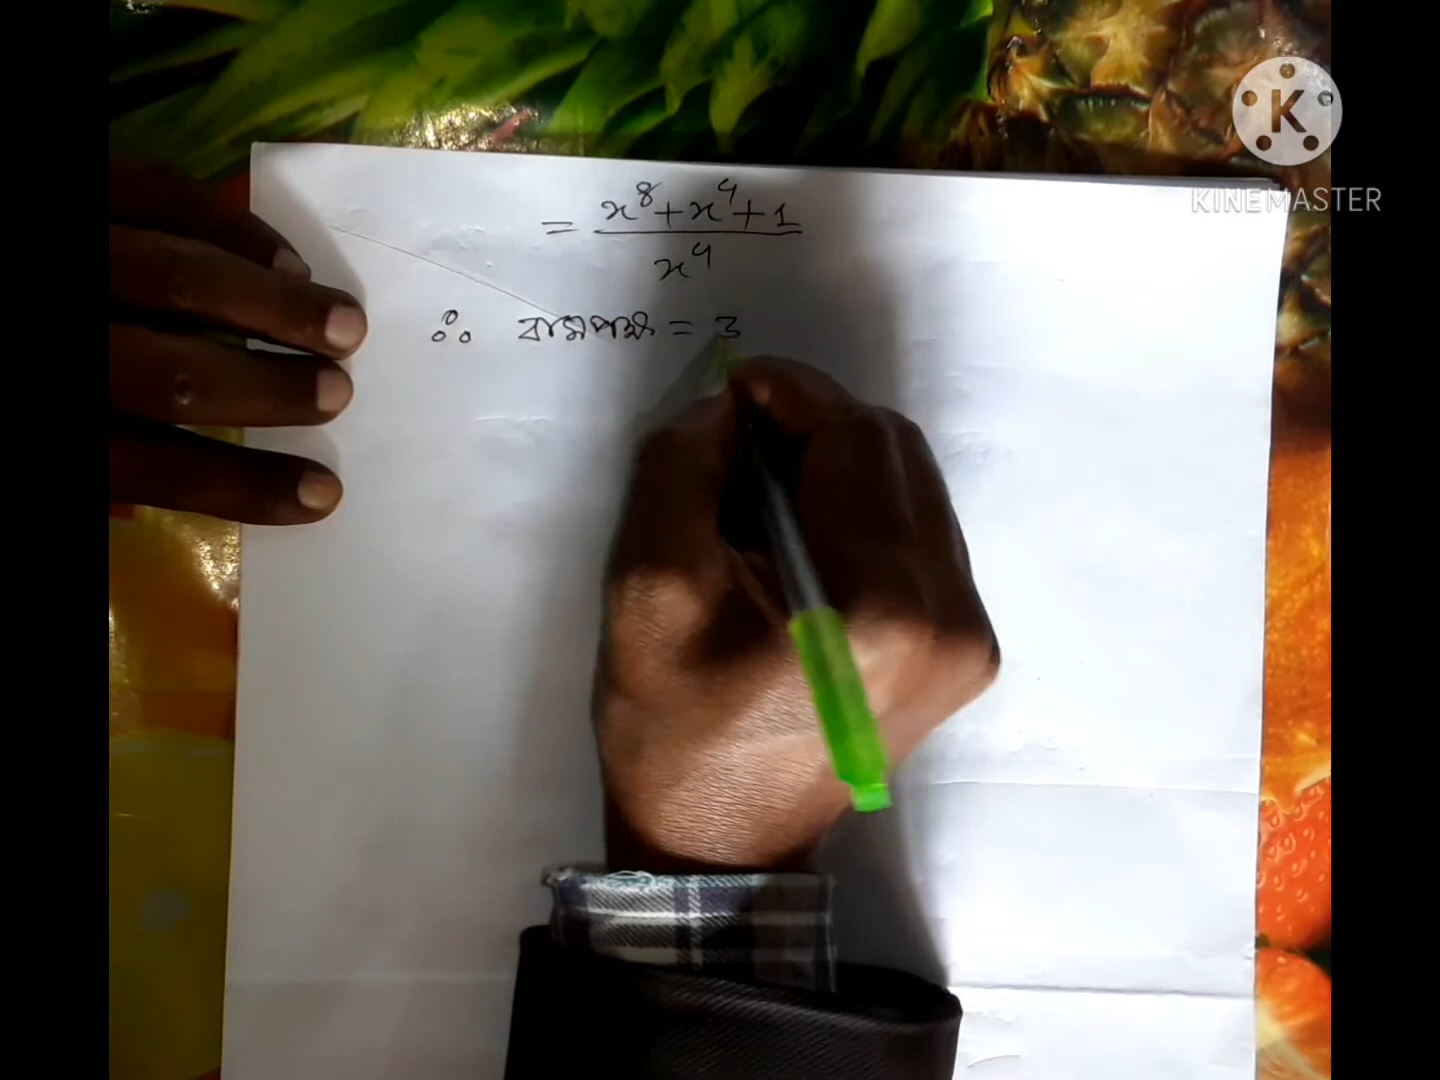 = x⁸+x⁴+1
x⁴
∴ বামপক্ষ = 3
K
KINEMASTER